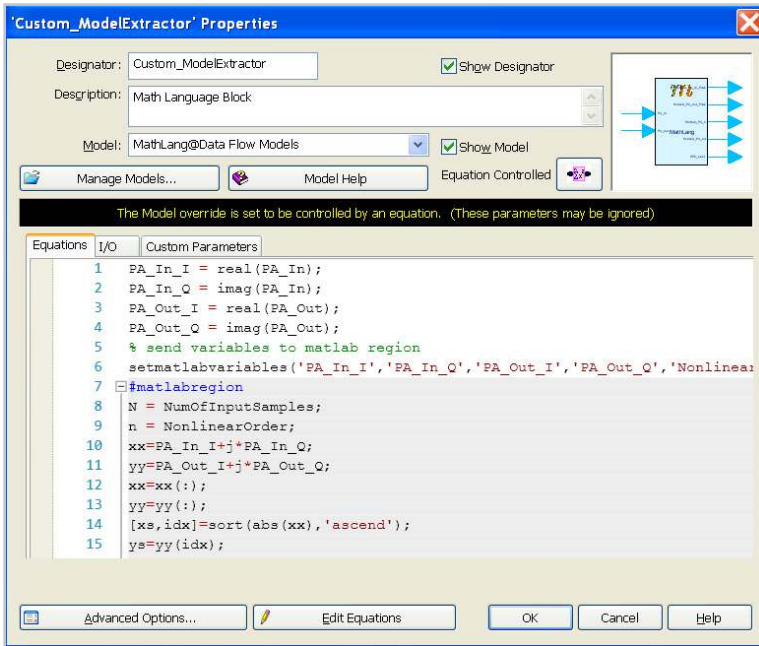 'Custom_ModelExtractor' Properties
Designator: Custom_ModelExtractor Show Designator
Description: Math Language Block
Model: MathLang@Data Flow Models Show Model
Manage Models... Model Help Equation Controlled
MathLang
The Model override is set to be controlled by an equation. (These parameters may be ignored)
Equations I/O Custom Parameters
1 PA_In_I = real(PA_In);
2 PA_In_Q = imag(PA_In);
3 PA_Out_I = real(PA_Out);
4 PA_Out_Q = imag(PA_Out);
5 % send variables to matlab region
6 setmatlabvariables('PA_In_I','PA_In_Q','PA_Out_I','PA_Out_Q','Nonlinear
7 #matlabregion
8 N = NumOfInputSamples;
9 n = NonlinearOrder;
10 xx=PA_In_I+j*PA_In_Q;
11 yy=PA_Out_I+j*PA_Out_Q;
12 xx=xx(:);
13 yy=yy(:);
14 [xs,idx]=sort(abs(xx),'ascend');
15 ys=yy(idx);
Advanced Options... Edit Equations OK Cancel Help